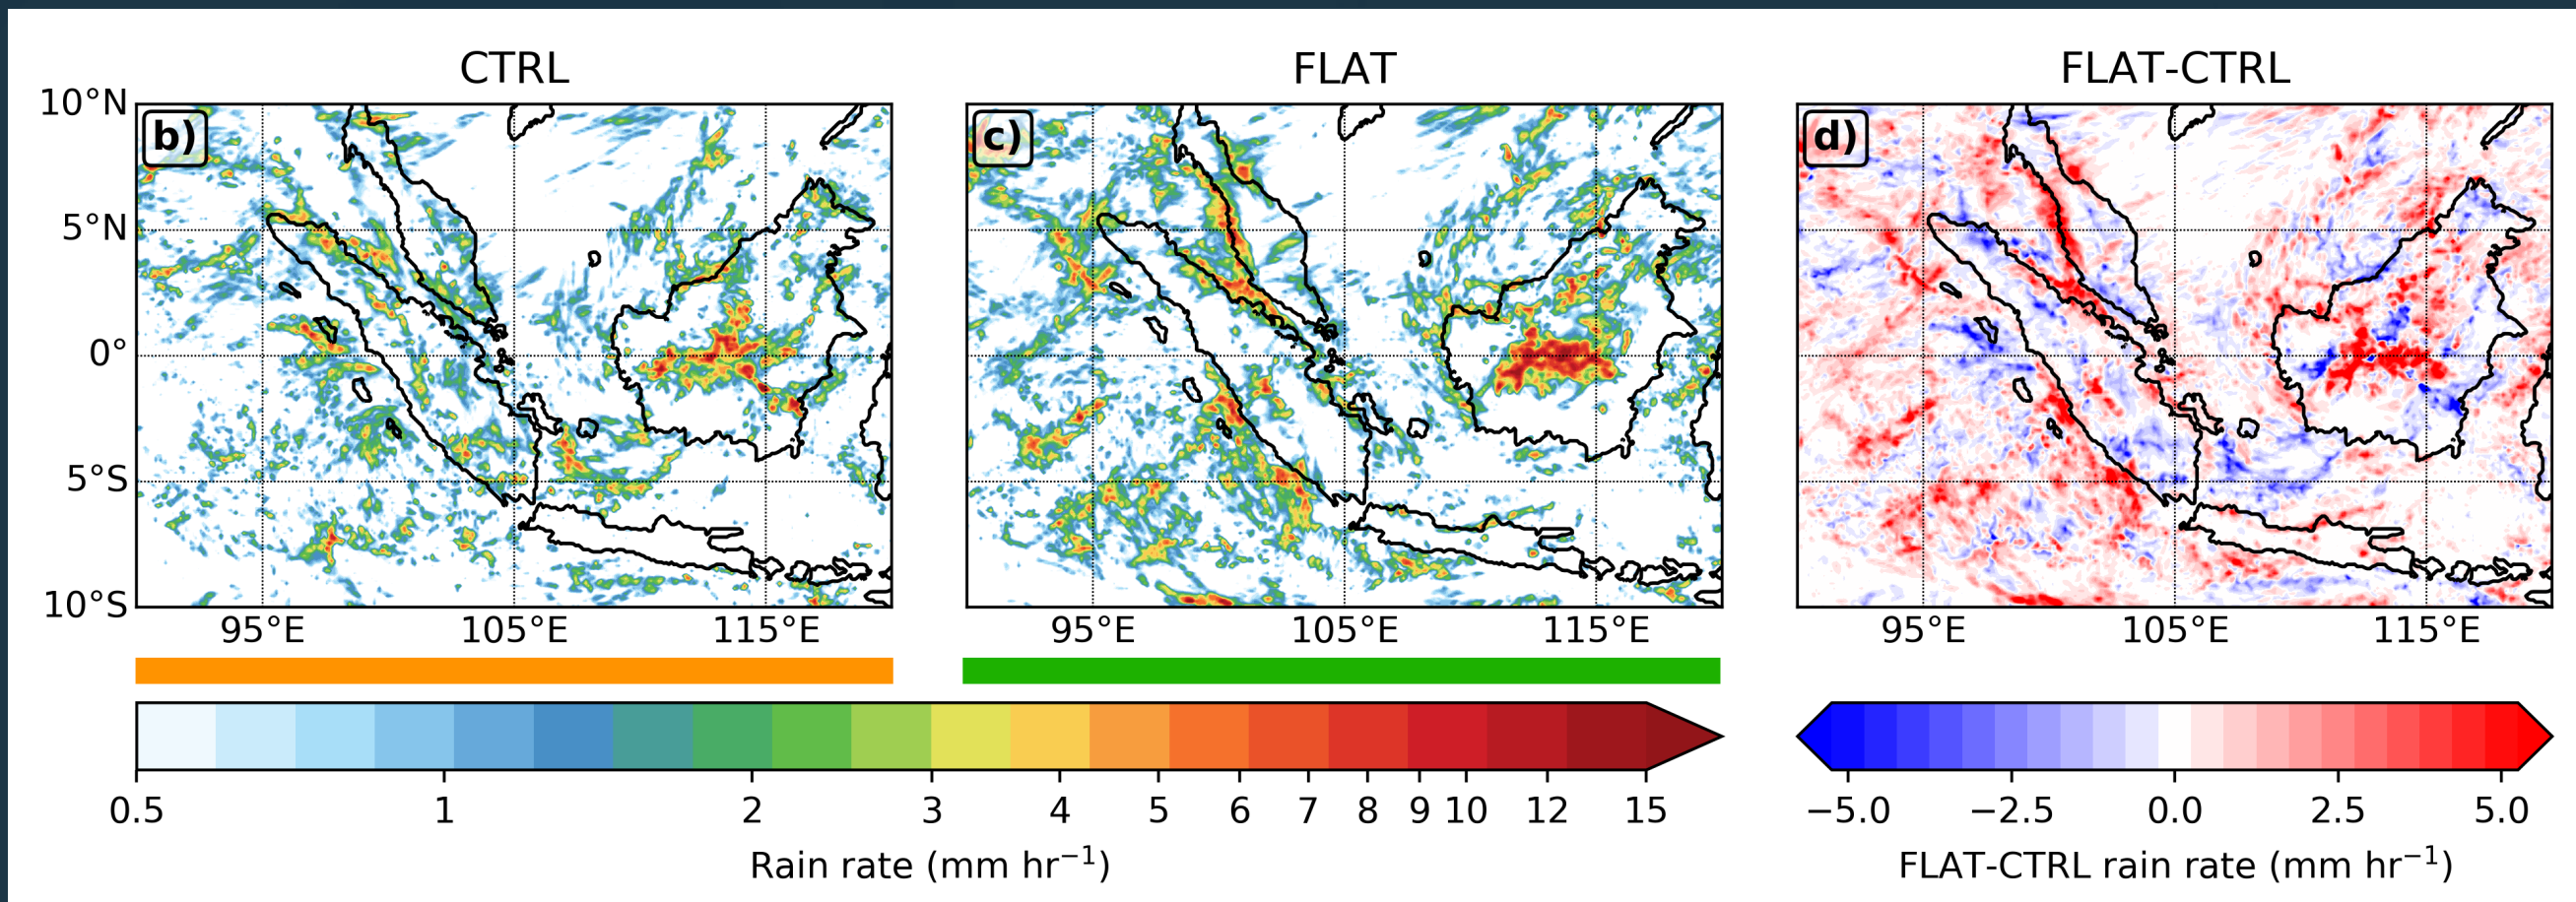 CTRL FLAT FLAT-CTRL
10°N b) c) d)
5°N
0°
5°S
10°S
95°E 105°E 115°E 95°E 105°E 115°E 95°E 105°E 115°E
0.5 1 2 3 4 5 6 7 8 9 10 12 15 −5.0 −2.5 0.0 2.5 5.0
Rain rate (mm hr⁻¹) FLAT-CTRL rain rate (mm hr⁻¹)